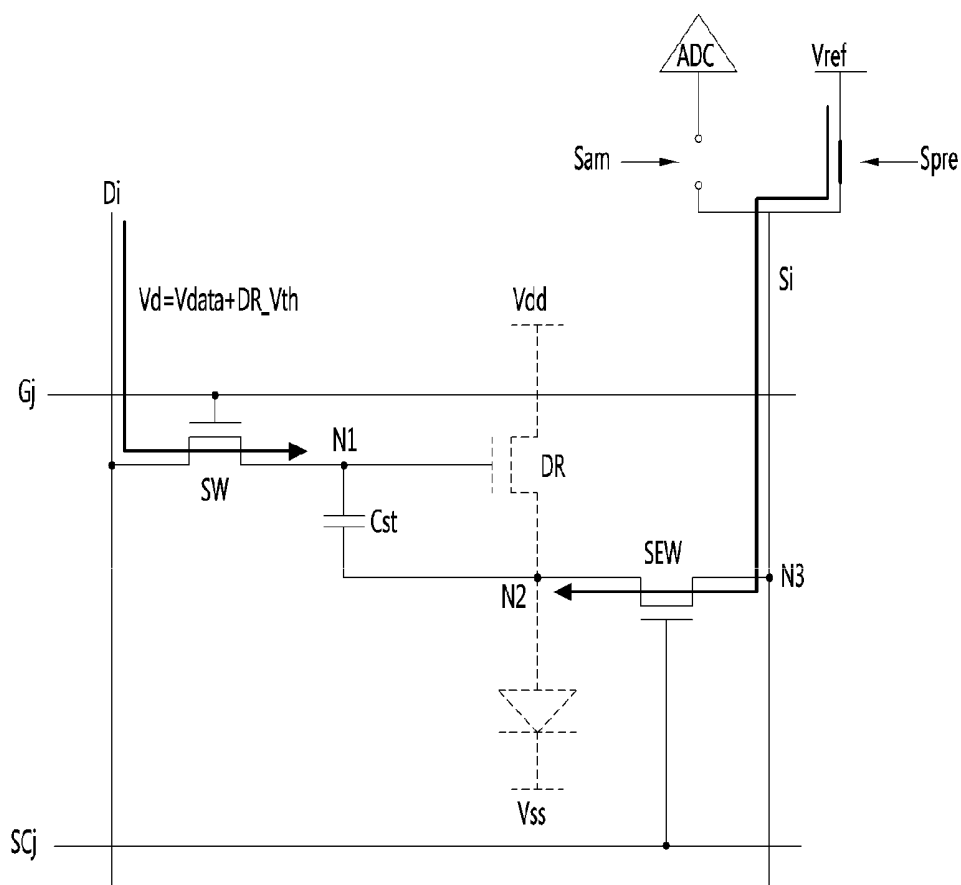 ADC
Vref
Sam
Spre
Di
Si
Vd=Vdata+DR_Vth
Vdd
Gj
N1
DR
SW
Cst
SEW
N2
N3
Vss
SCj